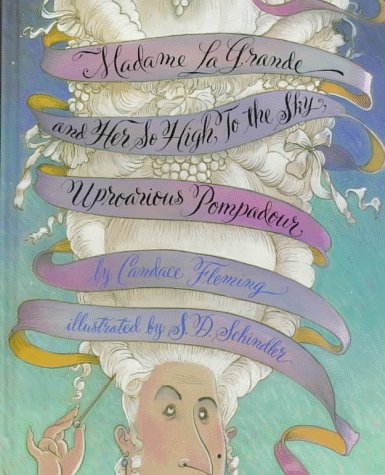 Madame La Grande
and Her So High, To the Sky,
Uproarious Pompadour
by Candace Fleming
illustrated by S. D. Schindler